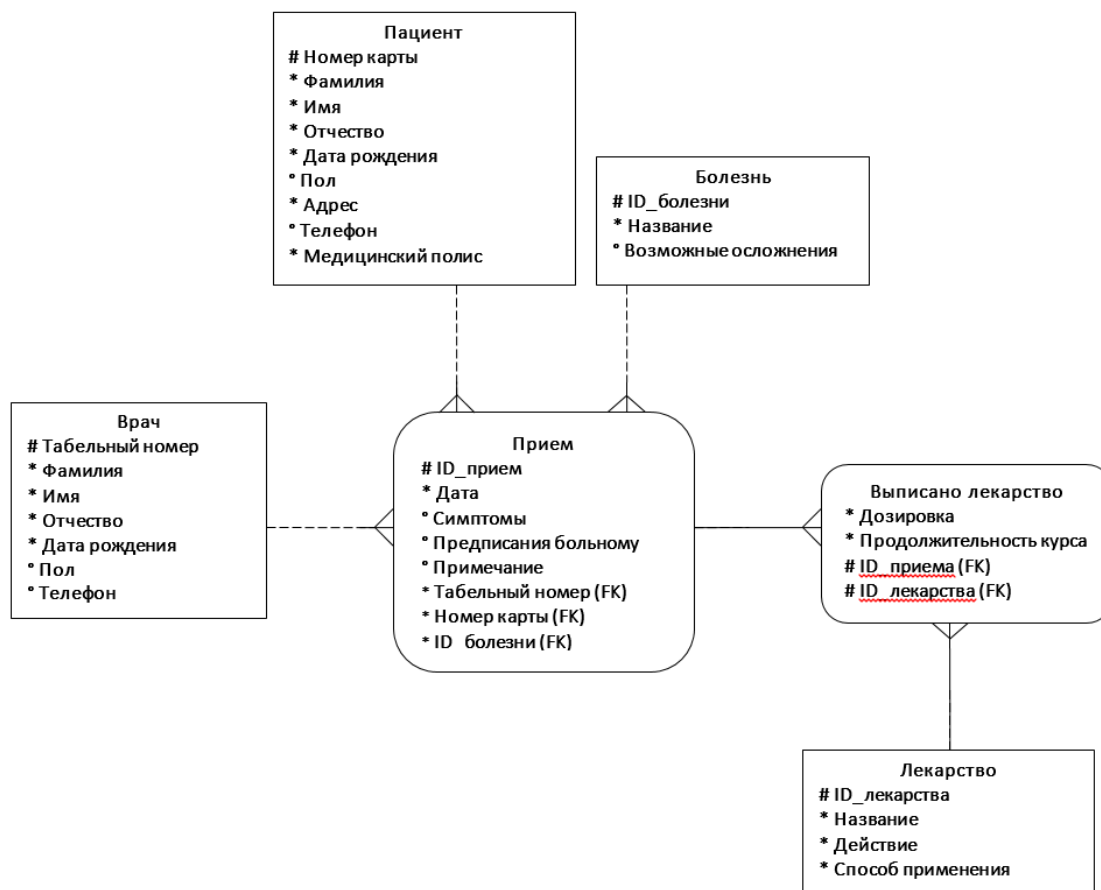 Пациент
# Номер карты
* Фамилия
* Имя
* Отчество
* Дата рождения
° Пол
* Адрес
° Телефон
* Медицинский полис
Болезнь
# ID_болезни
* Название
° Возможные осложнения
Врач
# Табельный номер
* Фамилия
* Имя
* Отчество
* Дата рождения
° Пол
° Телефон
Прием
# ID_прием
* Дата
° Симптомы
° Предписания больному
° Примечание
* Табельный номер (FK)
* Номер карты (FK)
* ID_болезни (FK)
Выписано лекарство
* Дозировка
* Продолжительность курса
# ID_приема (FK)
# ID_лекарства (FK)
Лекарство
# ID_лекарства
* Название
* Действие
* Способ применения